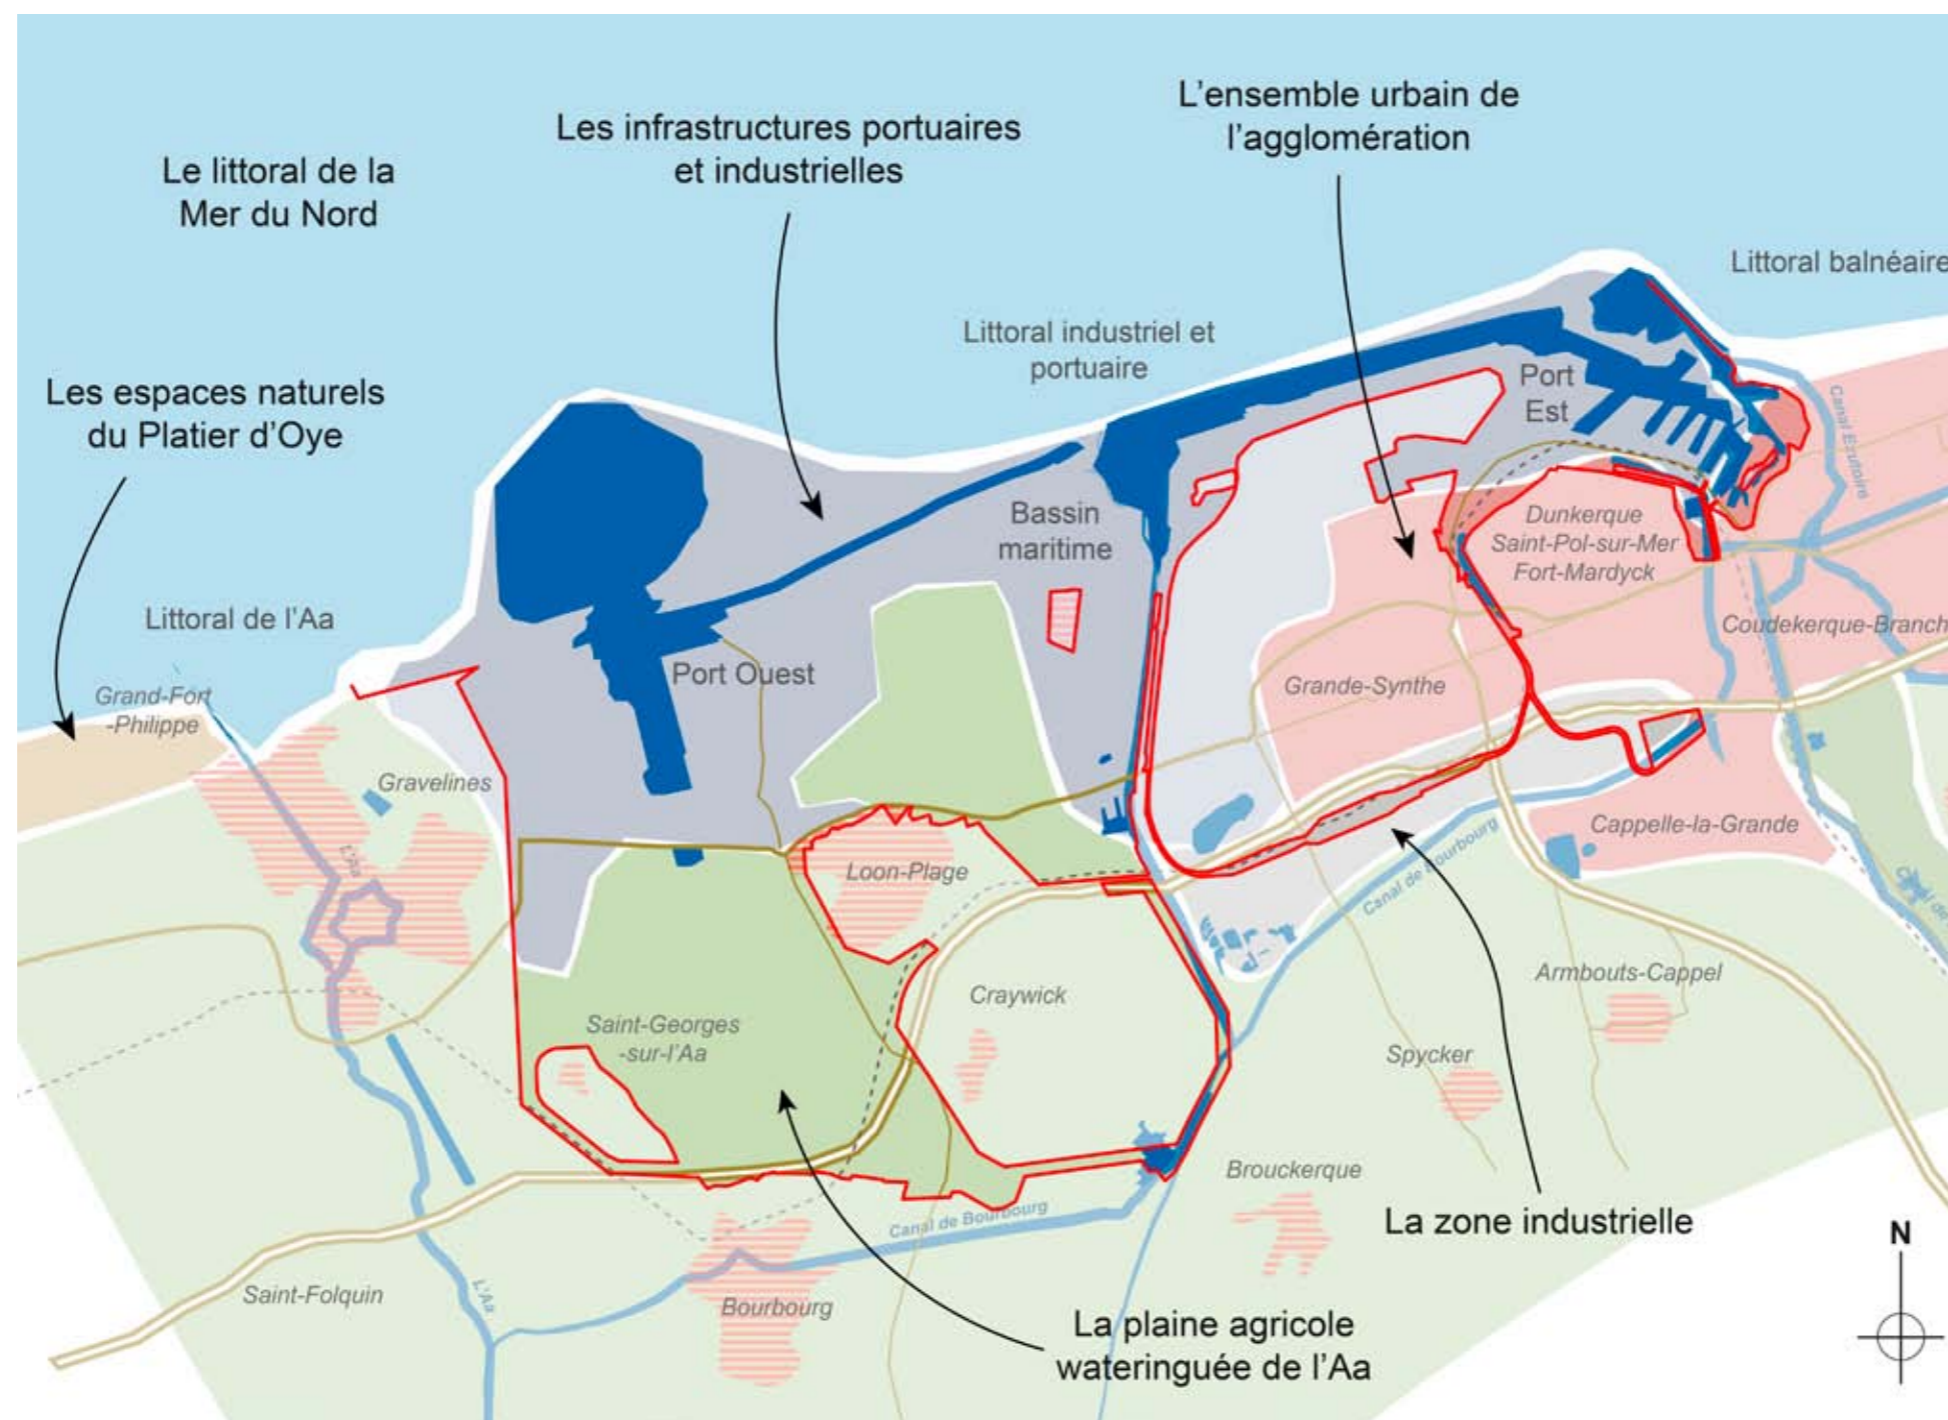 L'ensemble urbain de
l'agglomération
Les infrastructures portuaires
et industrielles
Le littoral de la
Mer du Nord
Littoral balnéaire
Littoral industriel et
portuaire
Les espaces naturels
du Platier d'Oye
Port
Est
Canal Exutoire
Bassin
maritime
Dunkerque
Saint-Pol-sur-Mer
Fort-Mardyck
Littoral de l'Aa
Coudekerque-Branch
Grand-Fort
-Philippe
Port Ouest
Grande-Synthe
Gravelines
Cappelle-la-Grande
L'Aa
Loon-Plage
Canal de Bourbourg
Canal de
Armbouts-Cappel
Craywick
Saint-Georges
-sur-l'Aa
Spycker
Brouckerque
Canal de Bourbourg
La zone industrielle
N
Saint-Folquin
L'Aa
Bourbourg
La plaine agricole
wateringuée de l'Aa